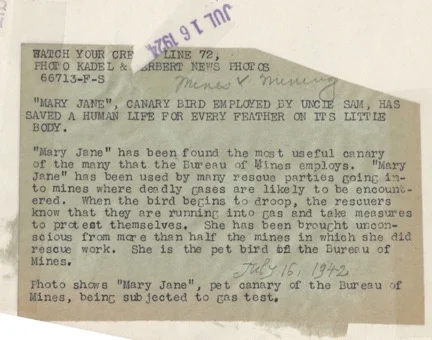 JUL 16 1924
WATCH YOUR CRE LINE 72,
PHOTO KADEL & ERBERT NEWS PHOTOS
66713-F-S
Mines & Mining
"MARY JANE", CANARY BIRD EMPLOYED BY UNCLE SAM, HAS
SAVED A HUMAN LIFE FOR EVERY FEATHER ON ITS LITTLE
BODY.
"Mary Jane" has been found the most useful canary
of the many that the Bureau of Mines employs. "Mary
Jane" has been used by many rescue parties going in-
to mines where deadly gases are likely to be encount-
ered. When the bird begins to droop, the rescuers
know that they are running into gas and take measures
to protest themselves. She has been brought uncon-
scious from more than half the mines in which she did
rescue work. She is the pet bird of the Bureau of
Mines.
July 16, 1942
Photo shows "Mary Jane", pet canary of the Bureau of
Mines, being subjected to gas test.